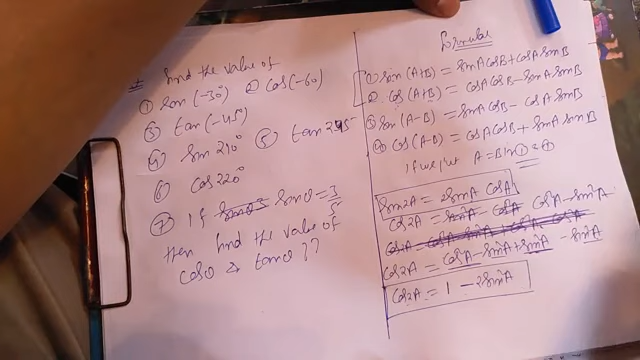 find the value of
① sin(-30°) ② cos(-60)
③ tan(-45°)
④ sin 210° ⑤ tan 225
⑥ cos 220°
⑦ If sinθ = 3/5
then find the value of
cosθ & tanθ ??
Formulae
① sin(A+B) = sinA cosB + cosA sinB
② cos(A+B) = cosA cosB - sinA sinB
③ sin(A-B) = sinA cosB - cosA sinB
④ cos(A-B) = cosA cosB + sinA sinB
If we put A = B in ① & ②
sin2A = 2sinA cosA
cos2A = cos²A - sin²A
cos2A = cos²A - sin²A + sin²A - sin²A
cos2A = 1 - 2sin²A